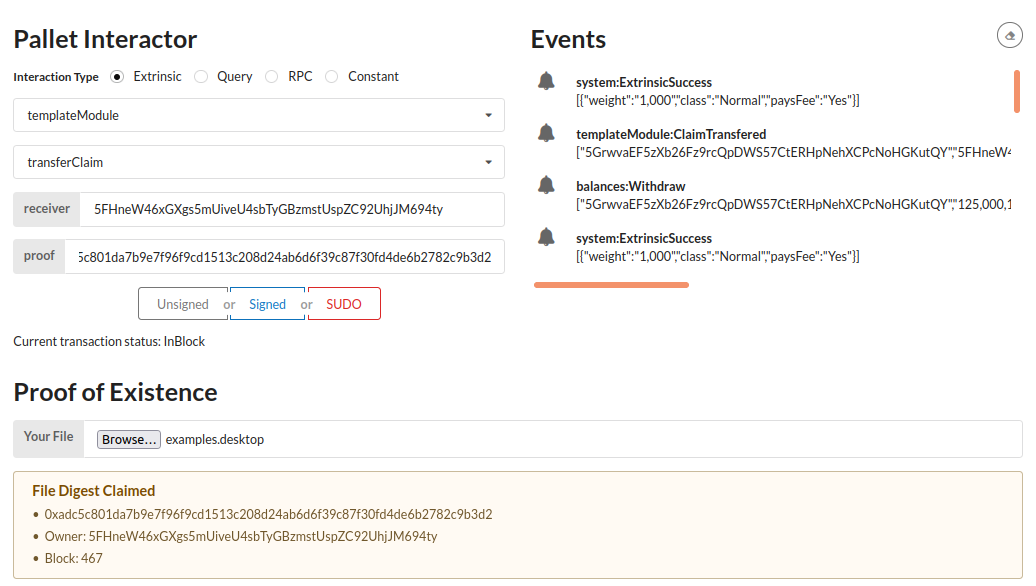 Pallet Interactor
Interaction Type Extrinsic Query RPC Constant
templateModule
transferClaim
receiver 5FHneW46xGXgs5mUiveU4sbTyGBzmstUspZC92UhjJM694ty
proof 5c801da7b9e7f96f9cd1513c208d24ab6d6f39c87f30fd4de6b2782c9b3d2
Unsigned or Signed or SUDO
Current transaction status: InBlock
Events
system:ExtrinsicSuccess
[{"weight":"1,000","class":"Normal","paysFee":"Yes"}]
templateModule:ClaimTransfered
["5GrwvaEF5zXb26Fz9rcQpDWS57CtERHpNehXCPcNoHGKutQY","5FHneW4
balances:Withdraw
["5GrwvaEF5zXb26Fz9rcQpDWS57CtERHpNehXCPcNoHGKutQY","125,000,1
system:ExtrinsicSuccess
[{"weight":"1,000","class":"Normal","paysFee":"Yes"}]
Proof of Existence
Your File Browse... examples.desktop
File Digest Claimed
• 0xadc5c801da7b9e7f96f9cd1513c208d24ab6d6f39c87f30fd4de6b2782c9b3d2
• Owner: 5FHneW46xGXgs5mUiveU4sbTyGBzmstUspZC92UhjJM694ty
• Block: 467